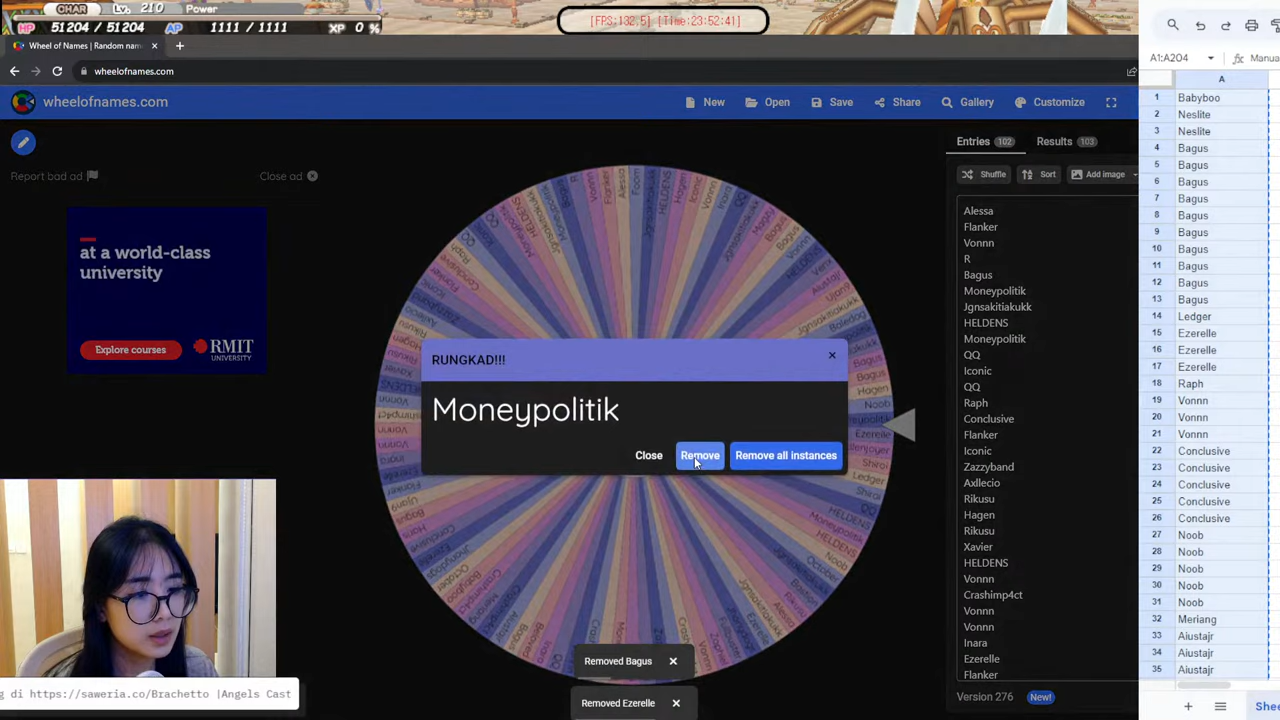 CHAR Lv. 210 Power
HP 51204 / 51204 AP 1111 / 1111 XP 0 %
[FPS:132,5] [Time:23:52:41]
Wheel of Names | Random nam
wheelofnames.com
wheelofnames.com
New
Open
Save
Share
Gallery
Customize
Report bad ad
Close ad
at a world-class
university
Explore courses
RMIT
UNIVERSITY
RUNGKAD!!!
Moneypolitik
Close
Remove
Remove all instances
Removed Bagus
Removed Ezerelle
g di https://saweria.co/Brachetto |Angels Cast
Entries 102
Results 103
Shuffle
Sort
Add image
Alessa
Flanker
Vonnn
R
Bagus
Moneypolitik
Jgnsakitiakukk
HELDENS
Moneypolitik
QQ
Iconic
QQ
Raph
Conclusive
Flanker
Iconic
Zazzyband
Axllecio
Rikusu
Hagen
Rikusu
Xavier
HELDENS
Vonnn
Crashimp4ct
Vonnn
Vonnn
Inara
Ezerelle
Flanker
Version 276 New!
A1:A204
fx Manua
A
1 Babyboo
2 Neslite
3 Neslite
4 Bagus
5 Bagus
6 Bagus
7 Bagus
8 Bagus
9 Bagus
10 Bagus
11 Bagus
12 Bagus
13 Bagus
14 Ledger
15 Ezerelle
16 Ezerelle
17 Ezerelle
18 Raph
19 Vonnn
20 Vonnn
21 Vonnn
22 Conclusive
23 Conclusive
24 Conclusive
25 Conclusive
26 Conclusive
27 Noob
28 Noob
29 Noob
30 Noob
31 Noob
32 Meriang
33 Aiustajr
34 Aiustajr
35 Aiustajr
Shee